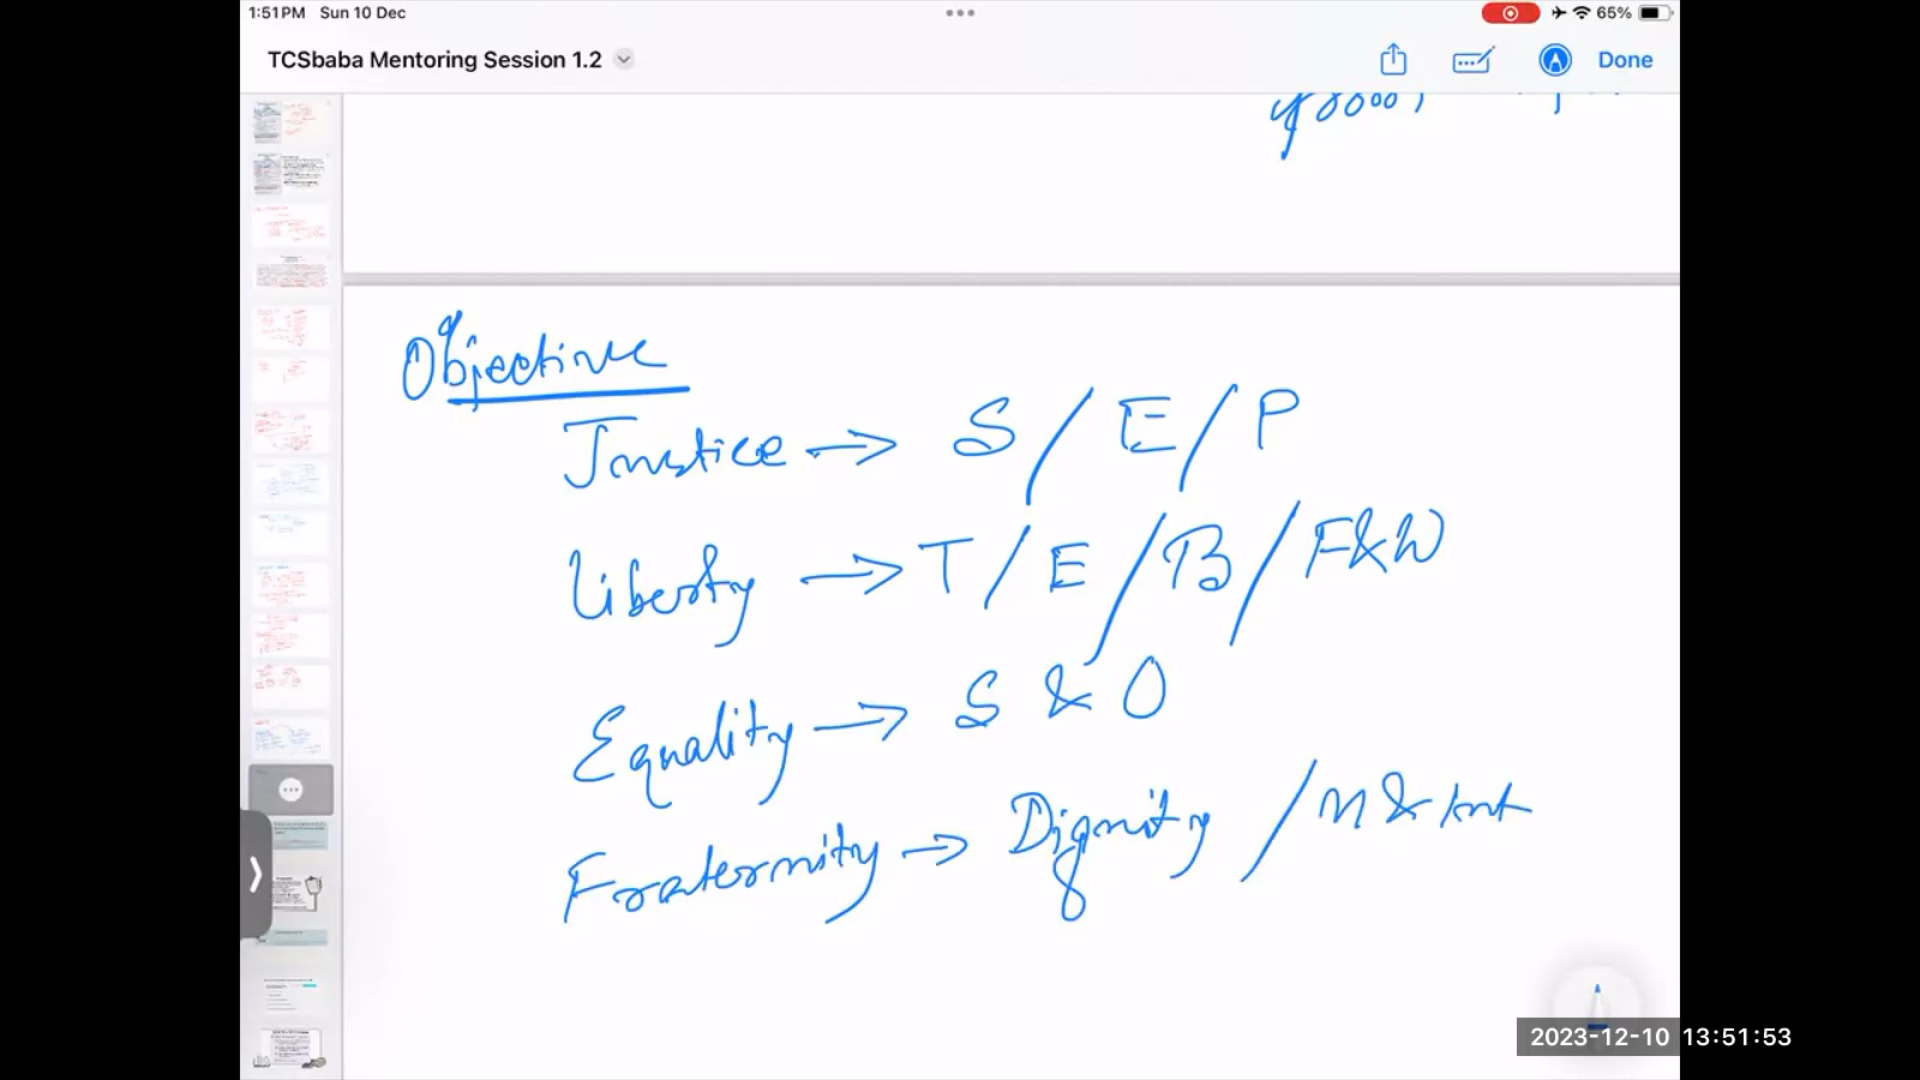 1:51 PM Sun 10 Dec 65%
TCSbaba Mentoring Session 1.2 Done
Objective
Justice → S / E / P
Liberty → T / E / B / F&W
Equality → S & O
Fraternity → Dignity / U & Int
2023-12-10 13:51:53